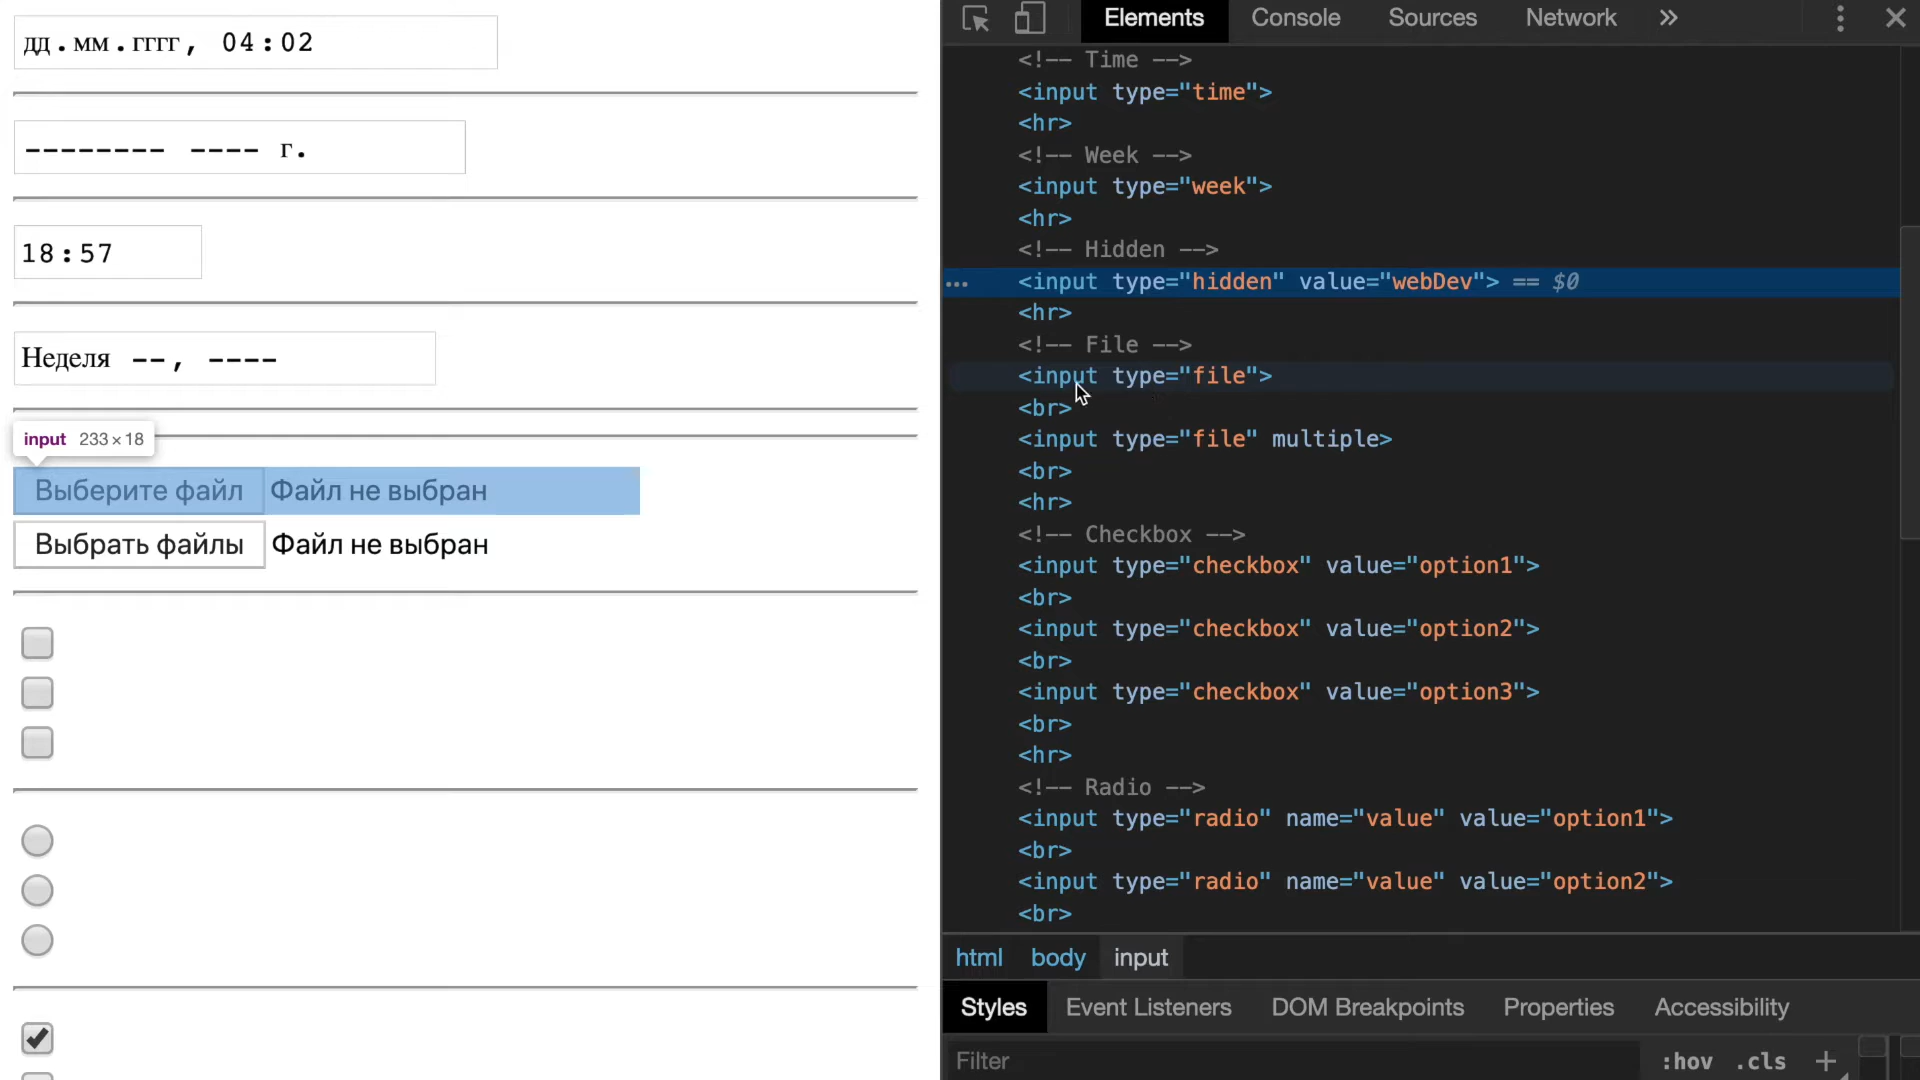 дд.мм.гггг, 04:02
-------- ---- г.
18:57
Неделя --, ----
input 233×18
Выберите файл Файл не выбран
Выбрать файлы Файл не выбран
Elements Console Sources Network »
<!-- Time -->
<input type="time">
<hr>
<!-- Week -->
<input type="week">
<hr>
<!-- Hidden -->
<input type="hidden" value="webDev"> == $0
<hr>
<!-- File -->
<input type="file">
<br>
<input type="file" multiple>
<br>
<hr>
<!-- Checkbox -->
<input type="checkbox" value="option1">
<br>
<input type="checkbox" value="option2">
<br>
<input type="checkbox" value="option3">
<br>
<hr>
<!-- Radio -->
<input type="radio" name="value" value="option1">
<br>
<input type="radio" name="value" value="option2">
<br>
html body input
Styles Event Listeners DOM Breakpoints Properties Accessibility
Filter :hov .cls +